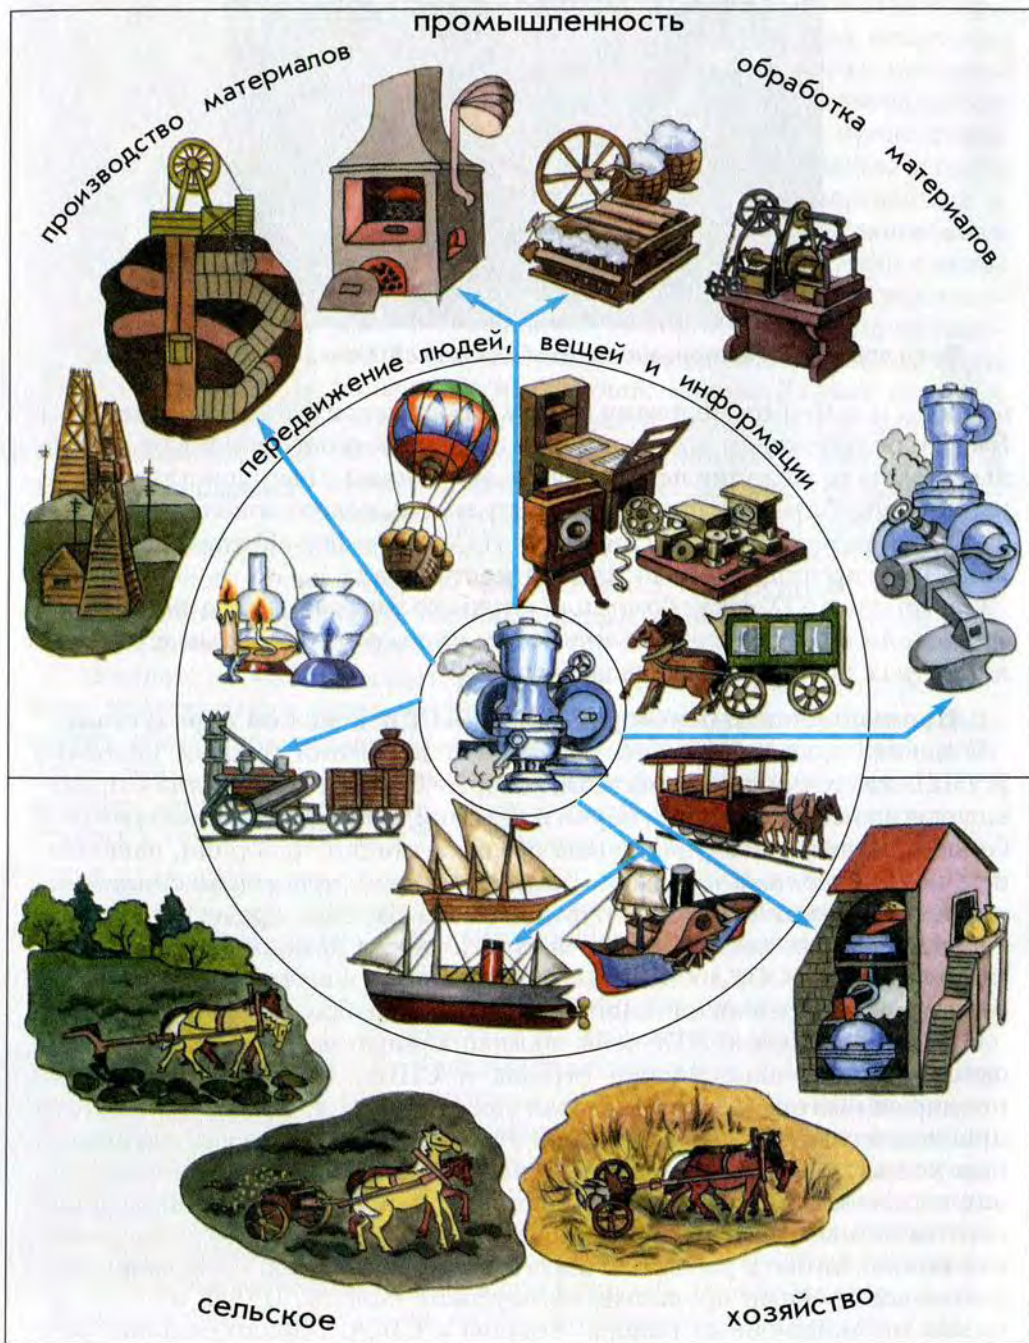 промышленность
производство материалов
обработка материалов
передвижение людей, вещей и информации
сельское хозяйство